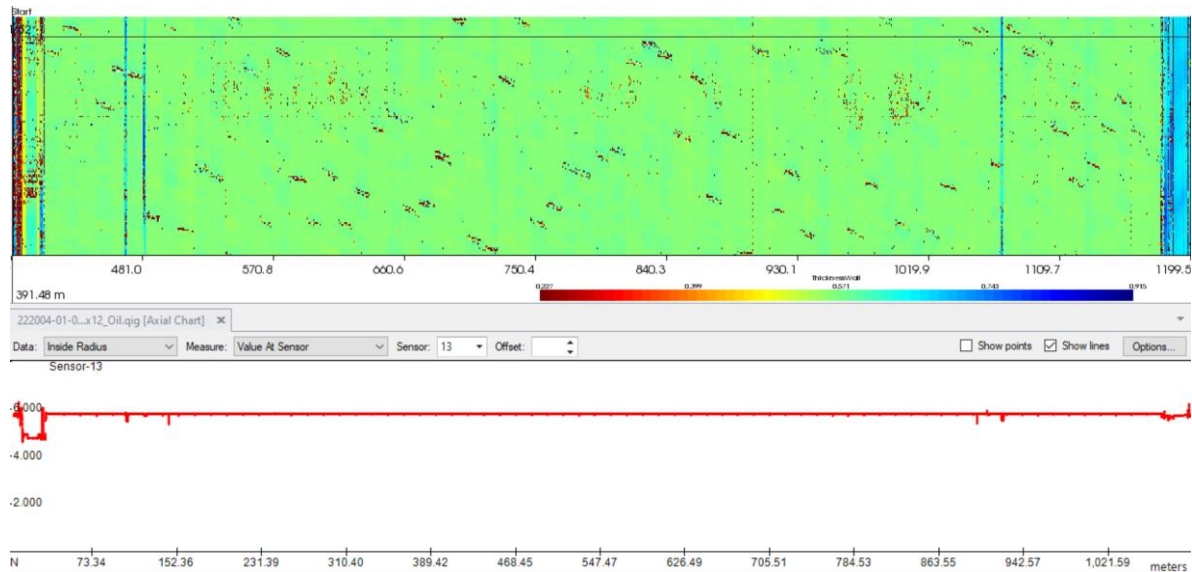 Start
481.0 570.8 660.6 750.4 840.3 930.1 1019.9 1109.7 1199.5
ThicknessWall
391.48 m
0.227 0.399 0.571 0.743 0.915
222004-01-0...x12_Oil.qig [Axial Chart]
Data: Inside Radius Measure: Value At Sensor Sensor: 13 Offset: Show points Show lines Options...
Sensor-13
6.000
4.000
2.000
N 73.34 152.36 231.39 310.40 389.42 468.45 547.47 626.49 705.51 784.53 863.55 942.57 1,021.59 meters